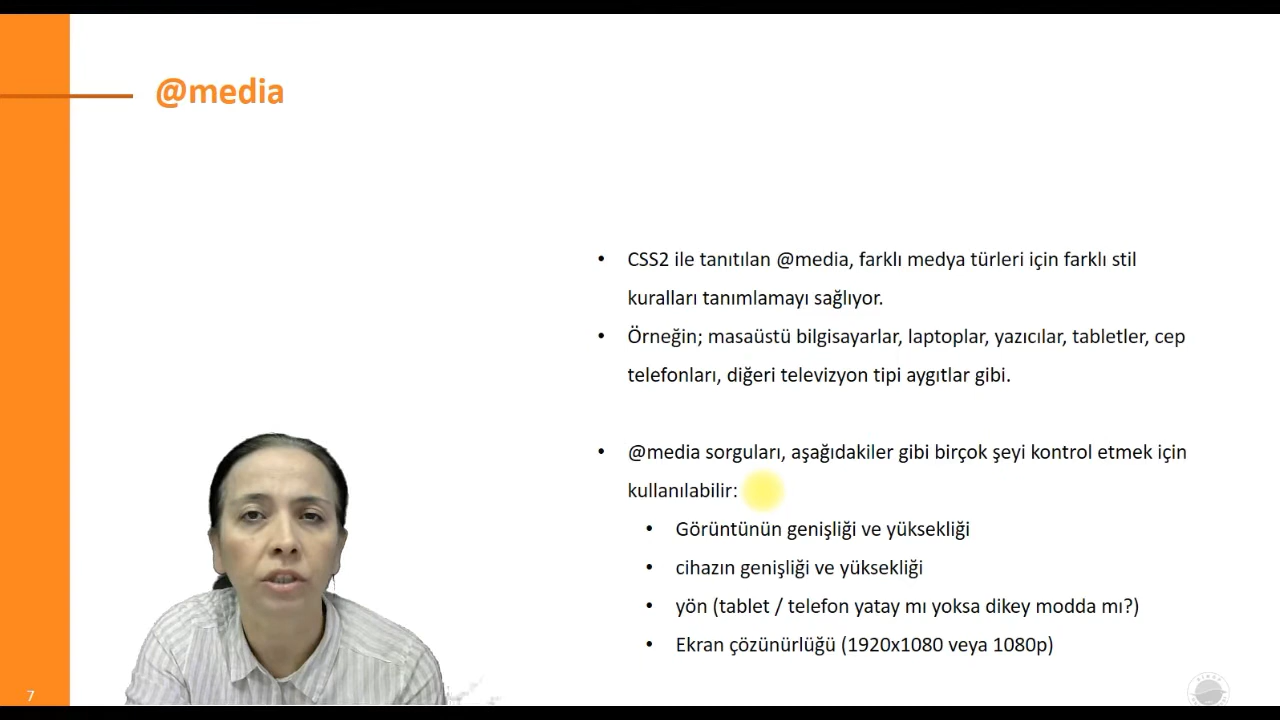 @media
• CSS2 ile tanıtılan @media, farklı medya türleri için farklı stil
kuralları tanımlamayı sağlıyor.
• Örneğin; masaüstü bilgisayarlar, laptoplar, yazıcılar, tabletler, cep
telefonları, diğeri televizyon tipi aygıtlar gibi.
• @media sorguları, aşağıdakiler gibi birçok şeyi kontrol etmek için
kullanılabilir:
• Görüntünün genişliği ve yüksekliği
• cihazın genişliği ve yüksekliği
• yön (tablet / telefon yatay mı yoksa dikey modda mı?)
• Ekran çözünürlüğü (1920x1080 veya 1080p)
7